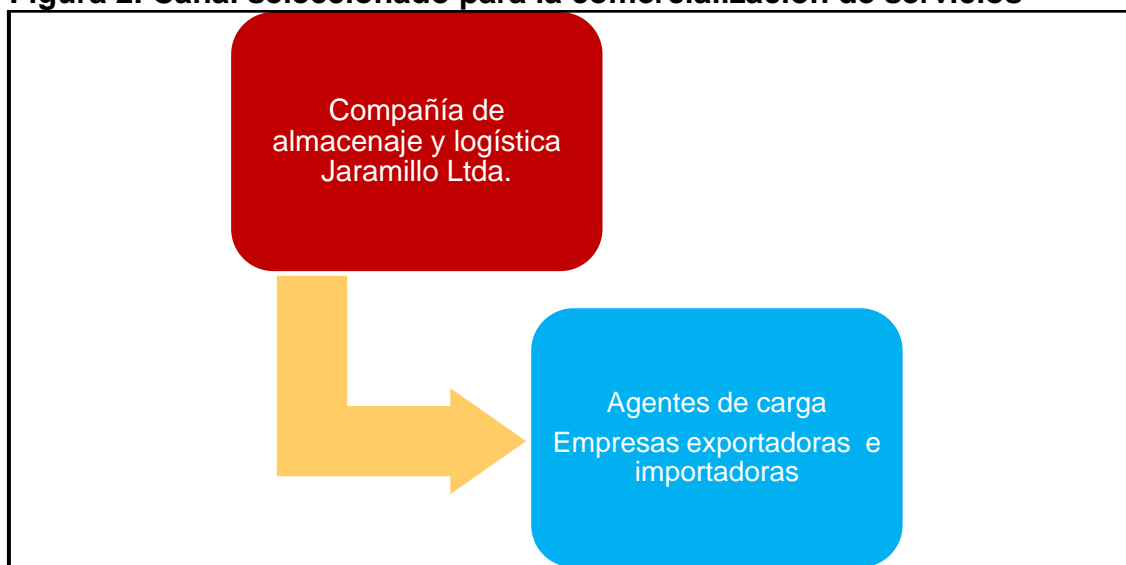 Figura 2. Canal seleccionado para la comercialización de servicios
Compañía de
almacenaje y logística
Jaramillo Ltda.
Agentes de carga
Empresas exportadoras e
importadoras